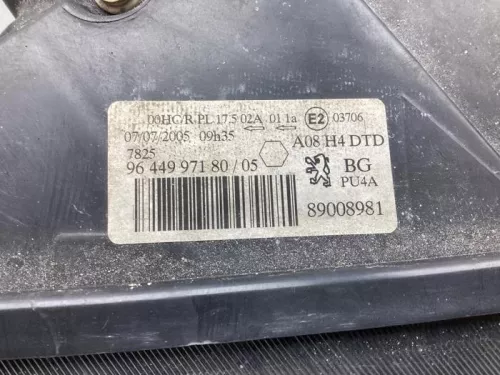 00HC/R PL 17,5 02A 01 1a E2 03706
07/07/2005 09h35 A08 H4 DTD
7825
96 449 971 80 / 05 BG
PU4A
89008981